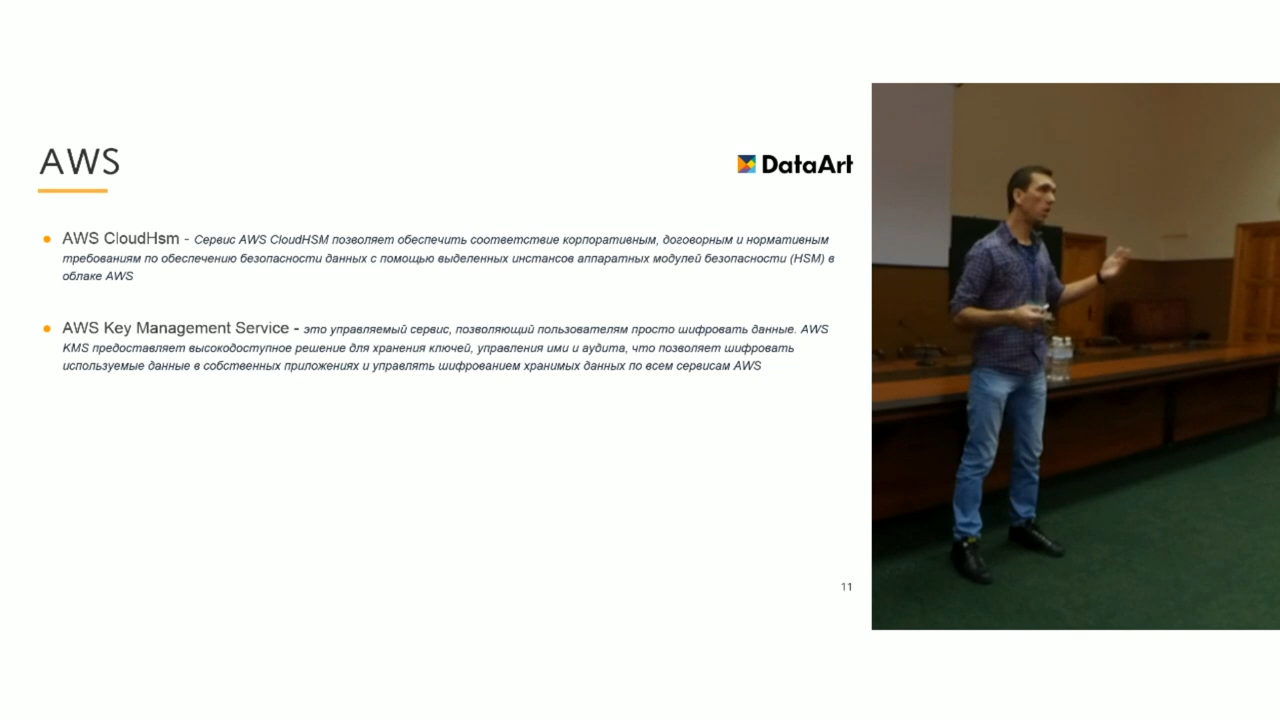 AWS
DataArt
AWS CloudHsm - Сервис AWS CloudHSM позволяет обеспечить соответствие корпоративным, договорным и нормативным
требованиям по обеспечению безопасности данных с помощью выделенных инстансов аппаратных модулей безопасности (HSM) в
облаке AWS
AWS Key Management Service - это управляемый сервис, позволяющий пользователям просто шифровать данные. AWS
KMS предоставляет высокодоступное решение для хранения ключей, управления ими и аудита, что позволяет шифровать
используемые данные в собственных приложениях и управлять шифрованием хранимых данных по всем сервисам AWS
11